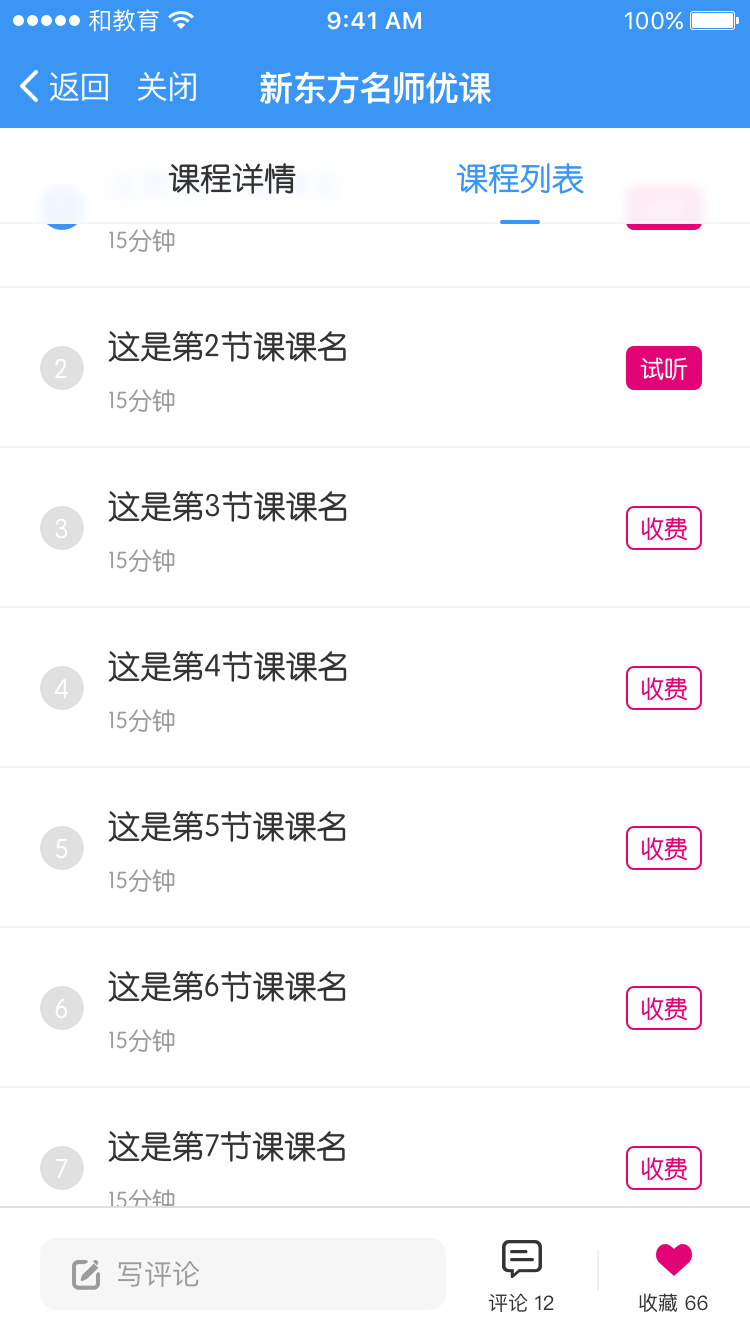 和教育 9:41 AM 100%
返回 关闭 新东方名师优课
课程详情 课程列表
15分钟
2 这是第2节课课名 试听
15分钟
3 这是第3节课课名 收费
15分钟
4 这是第4节课课名 收费
15分钟
5 这是第5节课课名 收费
15分钟
6 这是第6节课课名 收费
15分钟
7 这是第7节课课名 收费
15分钟
写评论
评论 12 收藏 66